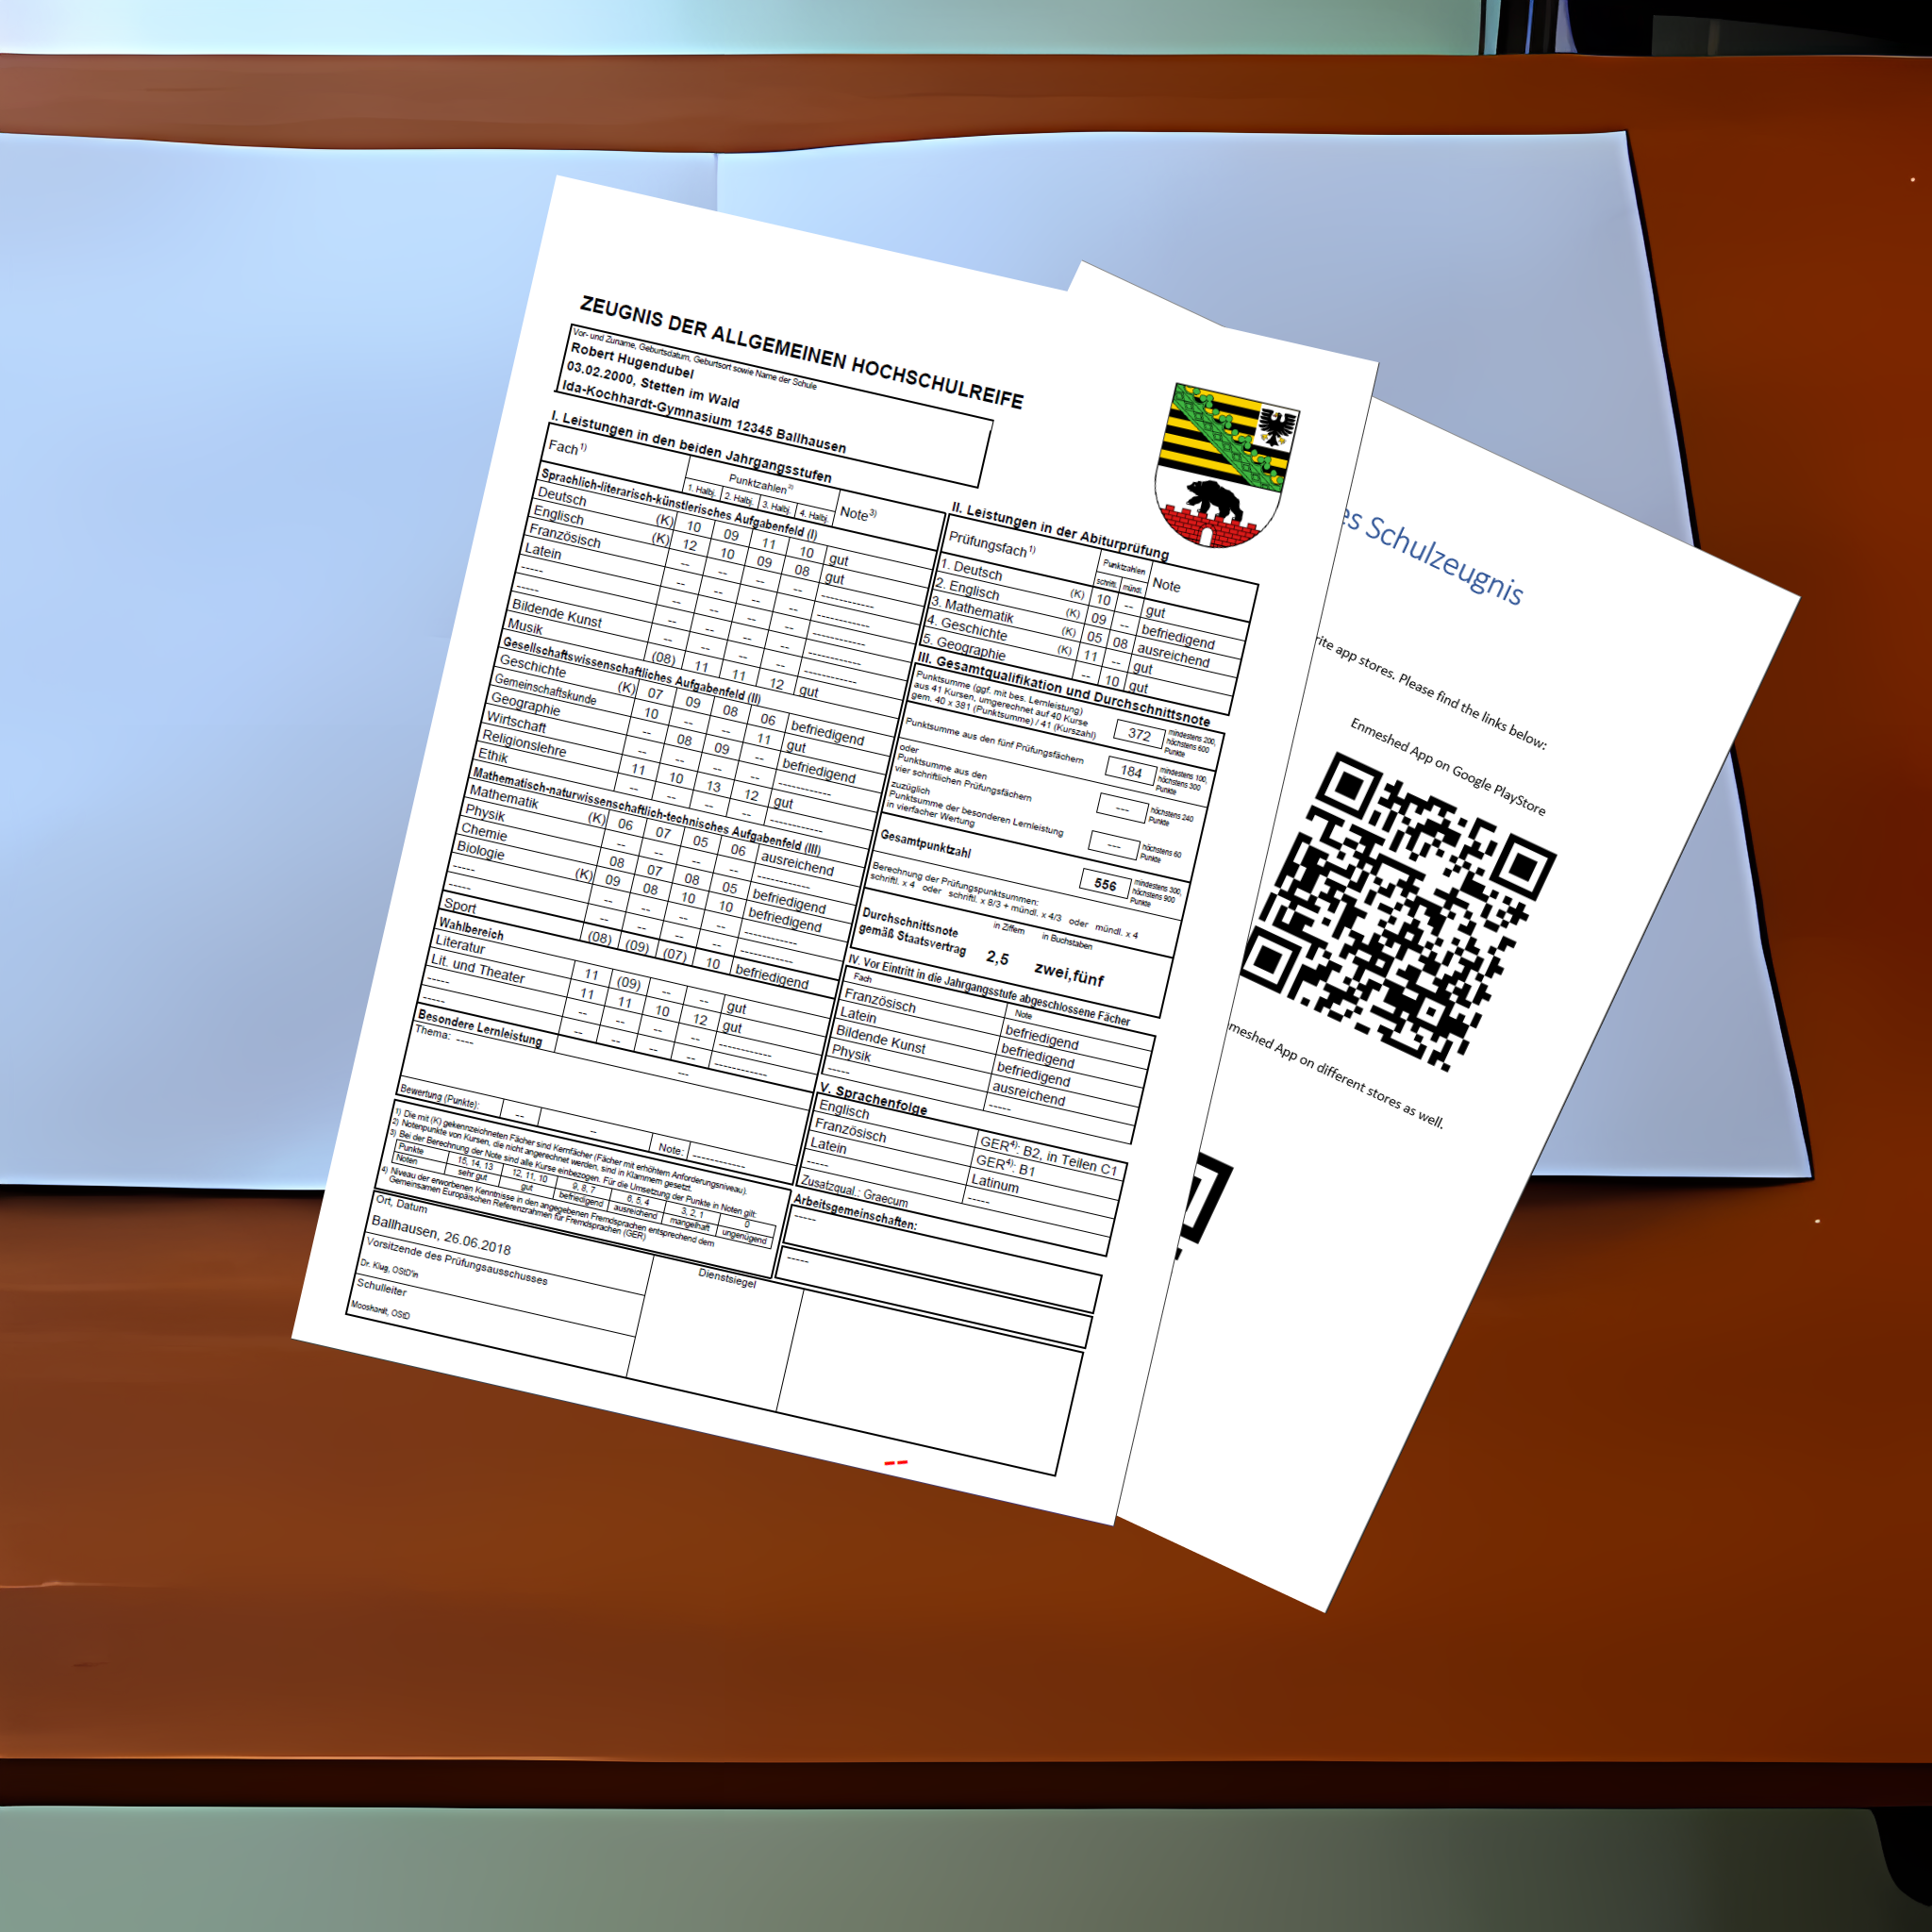 ZEUGNIS DER ALLGEMEINEN HOCHSCHULREIFE
Vor- und Zuname, Geburtsdatum, Geburtsort sowie Name der Schule
Robert Hugendubel
03.02.2000, Stetten im Wald
Ida-Kochhardt-Gymnasium 12345 Ballhausen
I. Leistungen in den beiden Jahrgangsstufen
Fach1) Punktzahlen2) Note3)
1. Halbj. 2. Halbj. 3. Halbj. 4. Halbj.
Sprachlich-literarisch-künstlerisches Aufgabenfeld (I)
Deutsch (K) 10 09 11 10 gut
Englisch (K) 12 10 09 08 gut
Französisch -- -- -- -- -----------
Latein -- -- -- -- -----------
----- -- -- -- -- -----------
----- -- -- -- -- -----------
Bildende Kunst -- -- -- -- -----------
Musik (08) 11 11 12 gut
Gesellschaftswissenschaftliches Aufgabenfeld (II)
Geschichte (K) 07 09 08 06 befriedigend
Gemeinschaftskunde 10 -- -- 11 gut
Geographie -- 08 09 -- befriedigend
Wirtschaft -- -- -- -- -----------
Religionslehre 11 10 13 12 gut
Ethik -- -- -- -- -----------
Mathematisch-naturwissenschaftlich-technisches Aufgabenfeld (III)
Mathematik (K) 06 07 05 06 ausreichend
Physik -- -- -- -- -----------
Chemie 08 07 08 05 befriedigend
Biologie (K) 09 08 10 10 befriedigend
----- -- -- -- -- -----------
----- -- -- -- -- -----------
Sport (08) (09) (07) 10 befriedigend
Wahlbereich
Literatur 11 (09) -- -- gut
Lit. und Theater 11 11 10 12 gut
----- -- -- -- -- -----------
----- -- -- -- -- -----------
Besondere Lernleistung
Thema: ---- ---
Bewertung (Punkte): -- -- Note: -----------
1) Die mit (K) gekennzeichneten Fächer sind Kernfächer (Fächer mit erhöhtem Anforderungsniveau).
2) Notenpunkte von Kursen, die nicht angerechnet werden, sind in Klammern gesetzt.
3) Bei der Berechnung der Note sind alle Kurse einbezogen. Für die Umsetzung der Punkte in Noten gilt:
Punkte 15, 14, 13 12, 11, 10 9, 8, 7 6, 5, 4 3, 2, 1 0
Noten sehr gut gut befriedigend ausreichend mangelhaft ungenügend
4) Niveau der erworbenen Kenntnisse in den angegebenen Fremdsprachen entsprechend dem
Gemeinsamen Europäischen Referenzrahmen für Fremdsprachen (GER)
Ort, Datum
Ballhausen, 26.06.2018
Vorsitzende des Prüfungsausschusses
Dr. Klug, OStD'in
Schulleiter
Mooshardt, OStD
Dienstsiegel
II. Leistungen in der Abiturprüfung
Prüfungsfach1) Punktzahlen Note
schriftl. mündl.
1. Deutsch (K) 10 -- gut
2. Englisch (K) 09 -- befriedigend
3. Mathematik (K) 05 08 ausreichend
4. Geschichte (K) 11 -- gut
5. Geographie -- 10 gut
III. Gesamtqualifikation und Durchschnittsnote
Punktsumme (ggf. mit bes. Lernleistung)
aus 41 Kursen, umgerechnet auf 40 Kurse
gem. 40 x 381 (Punktsumme) / 41 (Kurszahl)
372 mindestens 200, höchstens 600 Punkte
Punktsumme aus den fünf Prüfungsfächern 184 mindestens 100, höchstens 300 Punkte
oder
Punktsumme aus den
vier schriftlichen Prüfungsfächern --- höchstens 240 Punkte
zuzüglich
Punktsumme der besonderen Lernleistung
in vierfacher Wertung --- höchstens 60 Punkte
Gesamtpunktzahl 556 mindestens 300, höchstens 900 Punkte
Berechnung der Prüfungspunktsummen:
schriftl. x 4 oder schriftl. x 8/3 + mündl. x 4/3 oder mündl. x 4
Durchschnittsnote in Ziffern in Buchstaben
gemäß Staatsvertrag 2,5 zwei,fünf
IV. Vor Eintritt in die Jahrgangsstufe abgeschlossene Fächer
Fach Note
Französisch befriedigend
Latein befriedigend
Bildende Kunst befriedigend
Physik ausreichend
----- -----
V. Sprachenfolge
Englisch GER4): B2, in Teilen C1
Französisch GER4): B1
Latein Latinum
----- -----
Zusatzqual.: Graecum
Arbeitsgemeinschaften:
-----
-----
-- 
es Schulzeugnis
rite app stores. Please find the links below:
Enmeshed App on Google PlayStore
meshed App on different stores as well.